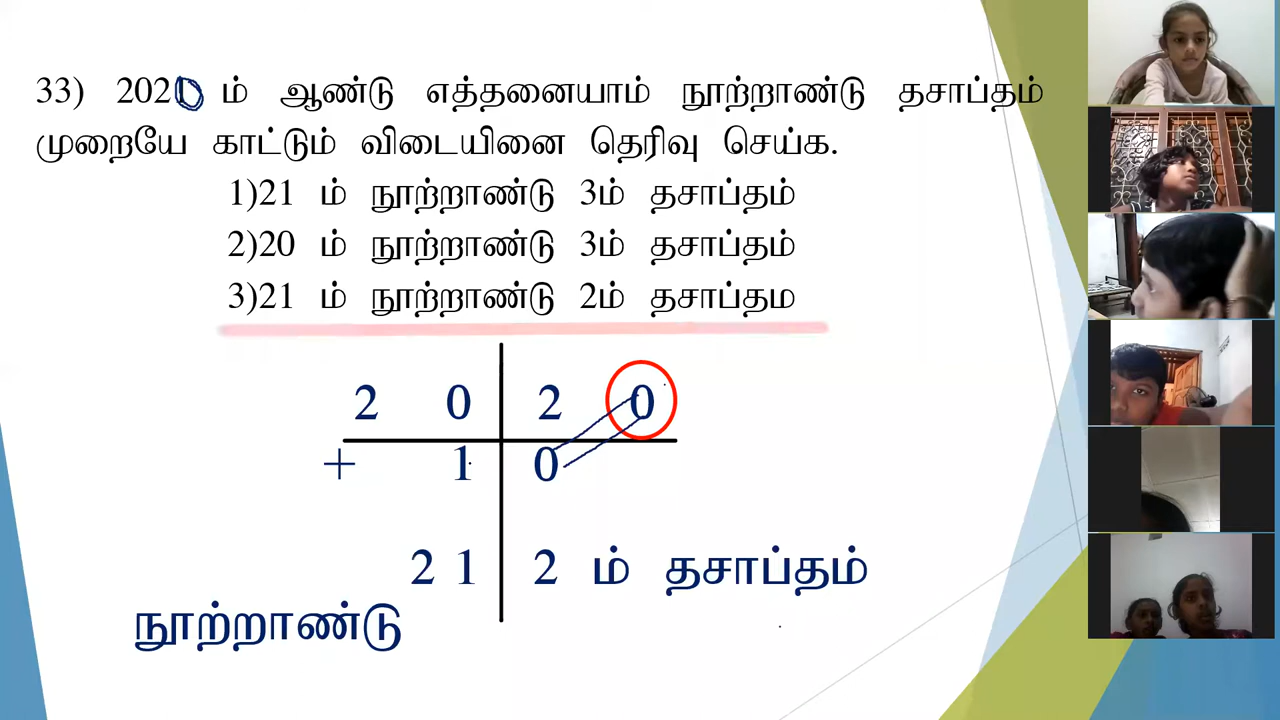 33) 2020 ம் ஆண்டு எத்தனையாம் நூற்றாண்டு தசாப்தம்
முறையே காட்டும் விடையினை தெரிவு செய்க.
1)21 ம் நூற்றாண்டு 3ம் தசாப்தம்
2)20 ம் நூற்றாண்டு 3ம் தசாப்தம்
3)21 ம் நூற்றாண்டு 2ம் தசாப்தம
2 0 2 0
+ 1 0
2 1 2 ம் தசாப்தம்
நூற்றாண்டு